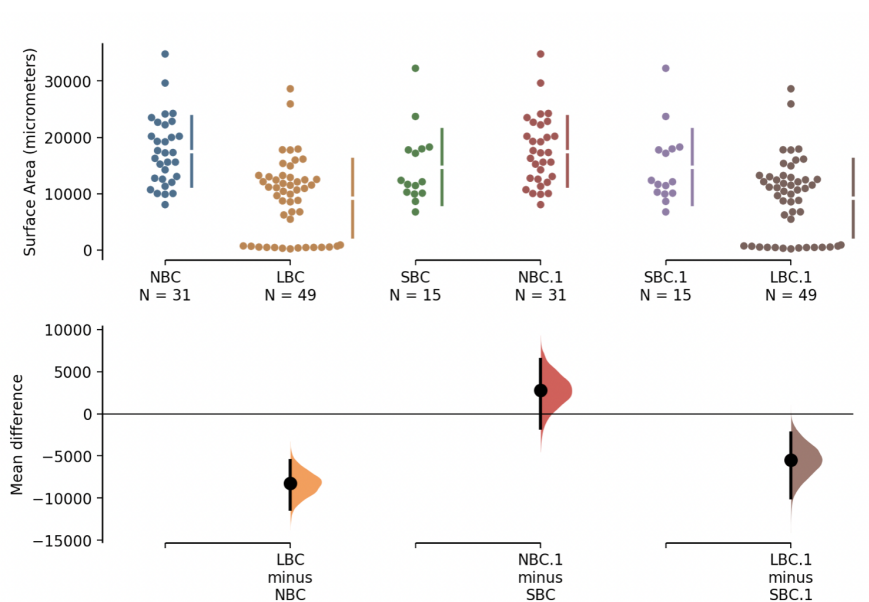 Surface Area (micrometers)
30000
20000
10000
0
NBC
N = 31
LBC
N = 49
SBC
N = 15
NBC.1
N = 31
SBC.1
N = 15
LBC.1
N = 49
Mean difference
10000
5000
0
−5000
−10000
−15000
LBC
minus
NBC
NBC.1
minus
SBC
LBC.1
minus
SBC.1